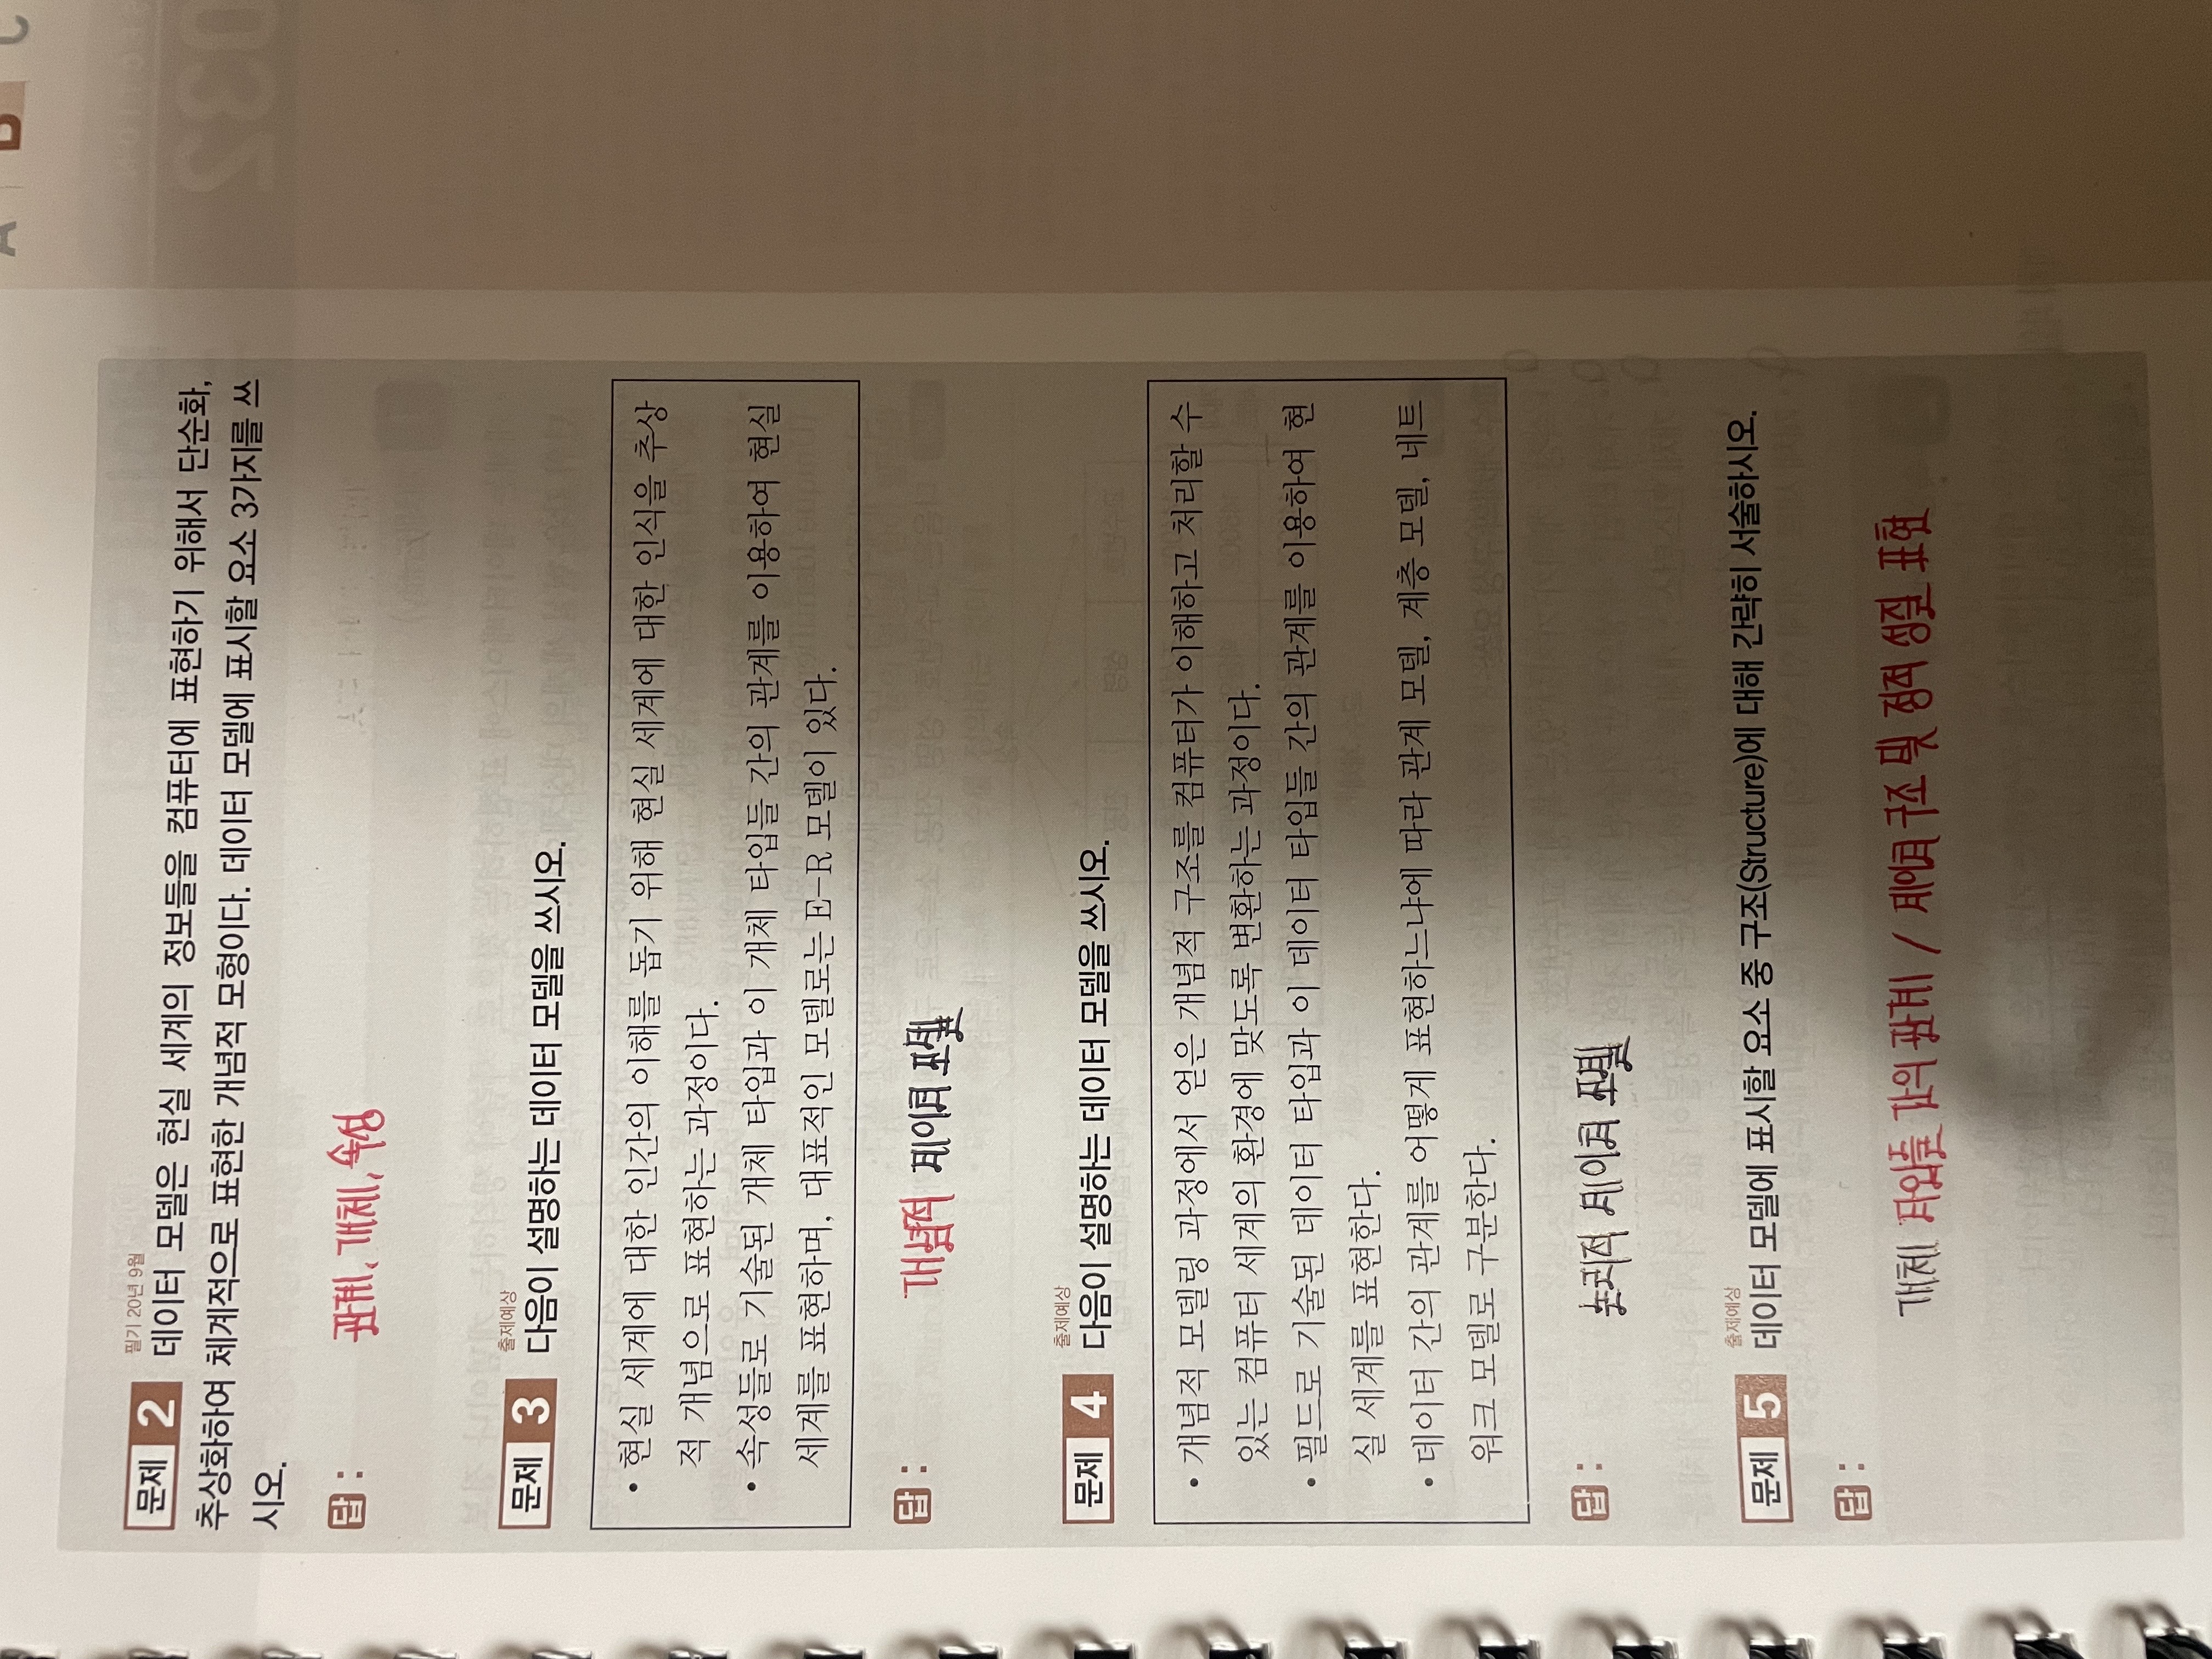 A B C
문제 2 필기 20년 9월
데이터 모델은 현실 세계의 정보들을 컴퓨터에 표현하기 위해서 단순화,
추상화하여 체계적으로 표현한 개념적 모형이다. 데이터 모델에 표시할 요소 3가지를 쓰
시오.
답 : 관계, 개체, 속성
문제 3 출제예상
다음이 설명하는 데이터 모델을 쓰시오.
• 현실 세계에 대한 인간의 이해를 돕기 위해 현실 세계에 대한 인식을 추상
적 개념으로 표현하는 과정이다.
• 속성들로 기술된 개체 타입과 이 개체 타입들 간의 관계를 이용하여 현실
세계를 표현하며, 대표적인 모델로는 E-R 모델이 있다.
답 : 개념적 데이터 모델
문제 4 출제예상
다음이 설명하는 데이터 모델을 쓰시오.
• 개념적 모델링 과정에서 얻은 개념적 구조를 컴퓨터가 이해하고 처리할 수
있는 컴퓨터 세계의 환경에 맞도록 변환하는 과정이다.
• 필드로 기술된 데이터 타입과 이 데이터 타입들 간의 관계를 이용하여 현
실 세계를 표현한다.
• 데이터 간의 관계를 어떻게 표현하느냐에 따라 관계 모델, 계층 모델, 네트
워크 모델로 구분한다.
답 : 논리적 데이터 모델
문제 5 출제예상
데이터 모델에 표시할 요소 중 구조(Structure)에 대해 간략히 서술하시오.
답 :
개체 타입들 간의 관계 / 데이터 구조 및 정적 성질 표현